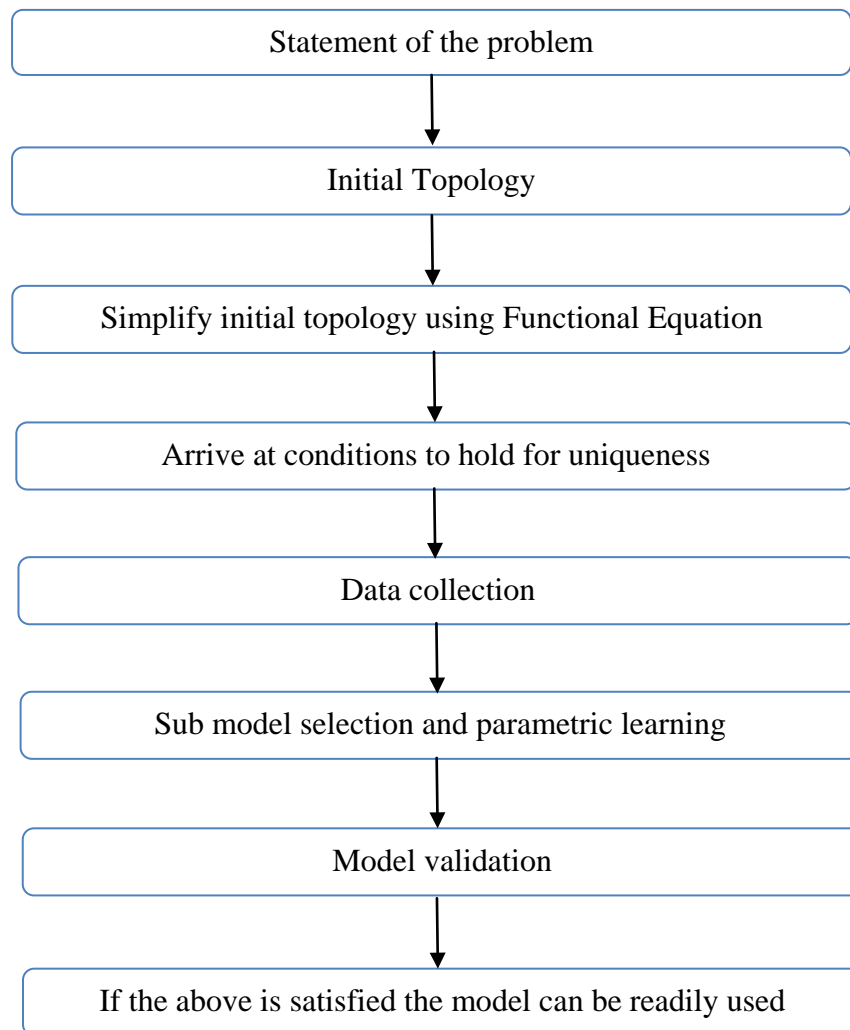 Statement of the problem
Initial Topology
Simplify initial topology using Functional Equation
Arrive at conditions to hold for uniqueness
Data collection
Sub model selection and parametric learning
Model validation
If the above is satisfied the model can be readily used